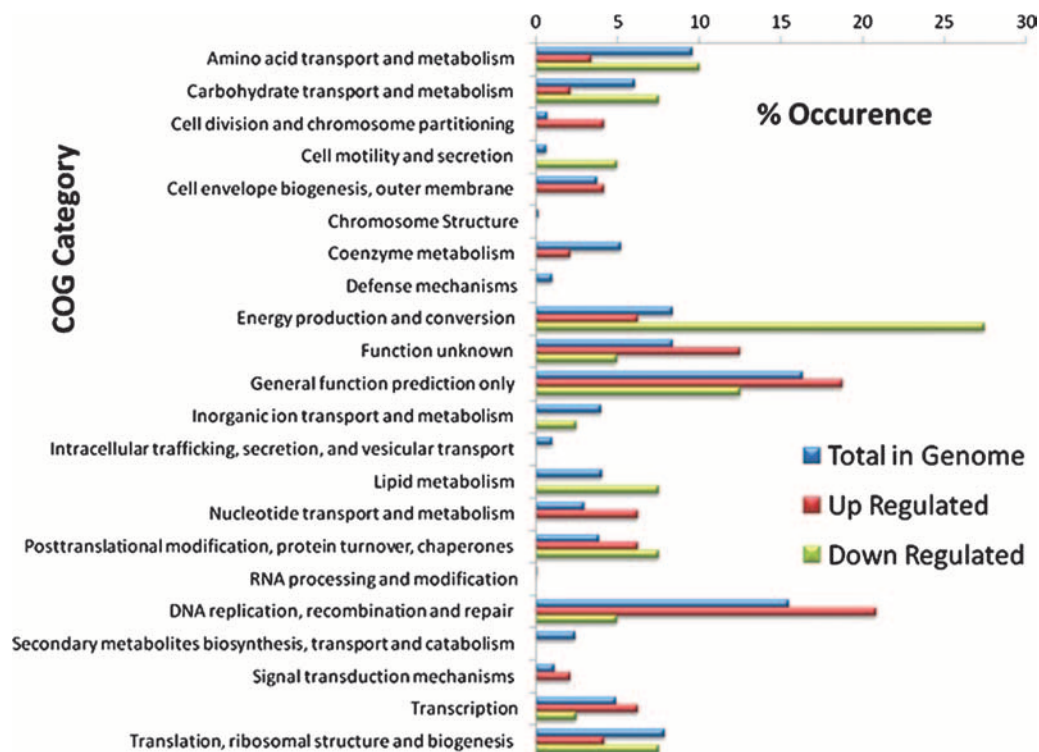 0 5 10 15 20 25 30
Amino acid transport and metabolism
Carbohydrate transport and metabolism
% Occurence
Cell division and chromosome partitioning
Cell motility and secretion
Cell envelope biogenesis, outer membrane
Chromosome Structure
COG Category
Coenzyme metabolism
Defense mechanisms
Energy production and conversion
Function unknown
General function prediction only
Inorganic ion transport and metabolism
Intracellular trafficking, secretion, and vesicular transport
Lipid metabolism
Nucleotide transport and metabolism
Posttranslational modification, protein turnover, chaperones
RNA processing and modification
DNA replication, recombination and repair
Secondary metabolites biosynthesis, transport and catabolism
Signal transduction mechanisms
Transcription
Translation, ribosomal structure and biogenesis
Total in Genome
Up Regulated
Down Regulated